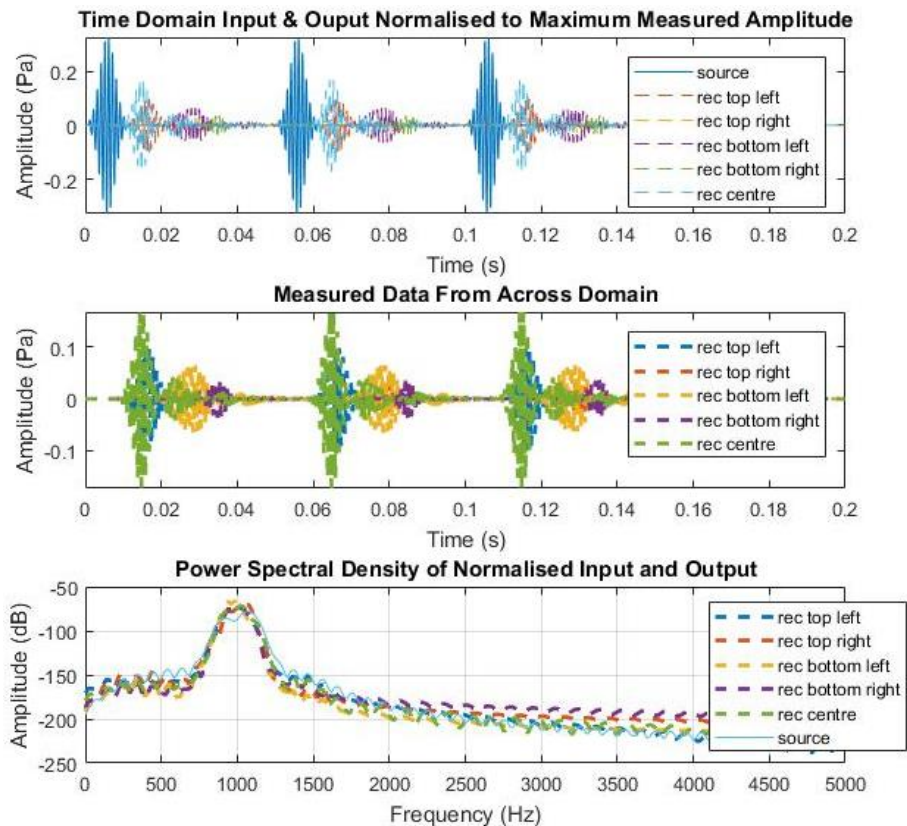 Time Domain Input & Ouput Normalised to Maximum Measured Amplitude
Amplitude (Pa)
0.2
0
-0.2
source
rec top left
rec top right
rec bottom left
rec bottom right
rec centre
0 0.02 0.04 0.06 0.08 0.1 0.12 0.14 0.16 0.18 0.2
Time (s)
Measured Data From Across Domain
Amplitude (Pa)
0.1
0
-0.1
rec top left
rec top right
rec bottom left
rec bottom right
rec centre
0 0.02 0.04 0.06 0.08 0.1 0.12 0.14 0.16 0.18 0.2
Time (s)
Power Spectral Density of Normalised Input and Output
Amplitude (dB)
-50
-100
-150
-200
-250
rec top left
rec top right
rec bottom left
rec bottom right
rec centre
source
0 500 1000 1500 2000 2500 3000 3500 4000 4500 5000
Frequency (Hz)